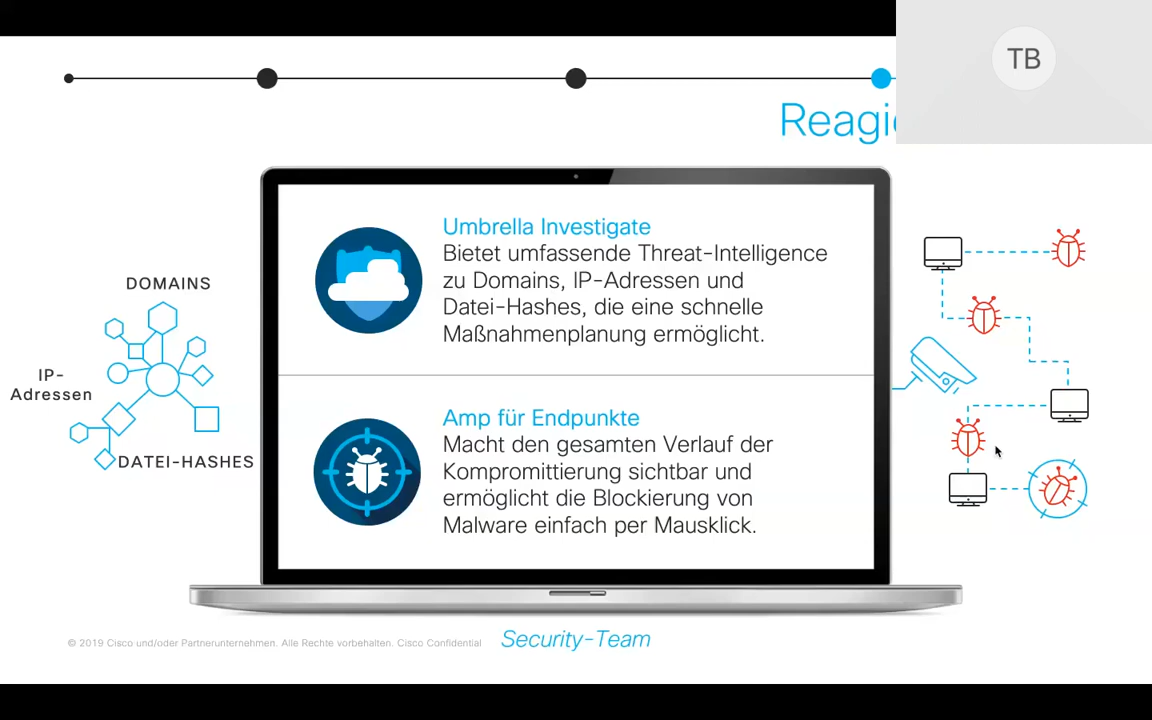 TB
Umbrella Investigate
Bietet umfassende Threat-Intelligence
zu Domains, IP-Adressen und
Datei-Hashes, die eine schnelle
Maßnahmenplanung ermöglicht.
DOMAINS
IP-
Adressen
DATEI-HASHES
Amp für Endpunkte
Macht den gesamten Verlauf der
Kompromittierung sichtbar und
ermöglicht die Blockierung von
Malware einfach per Mausklick.
© 2019 Cisco und/oder Partnerunternehmen. Alle Rechte vorbehalten. Cisco Confidential
Security-Team